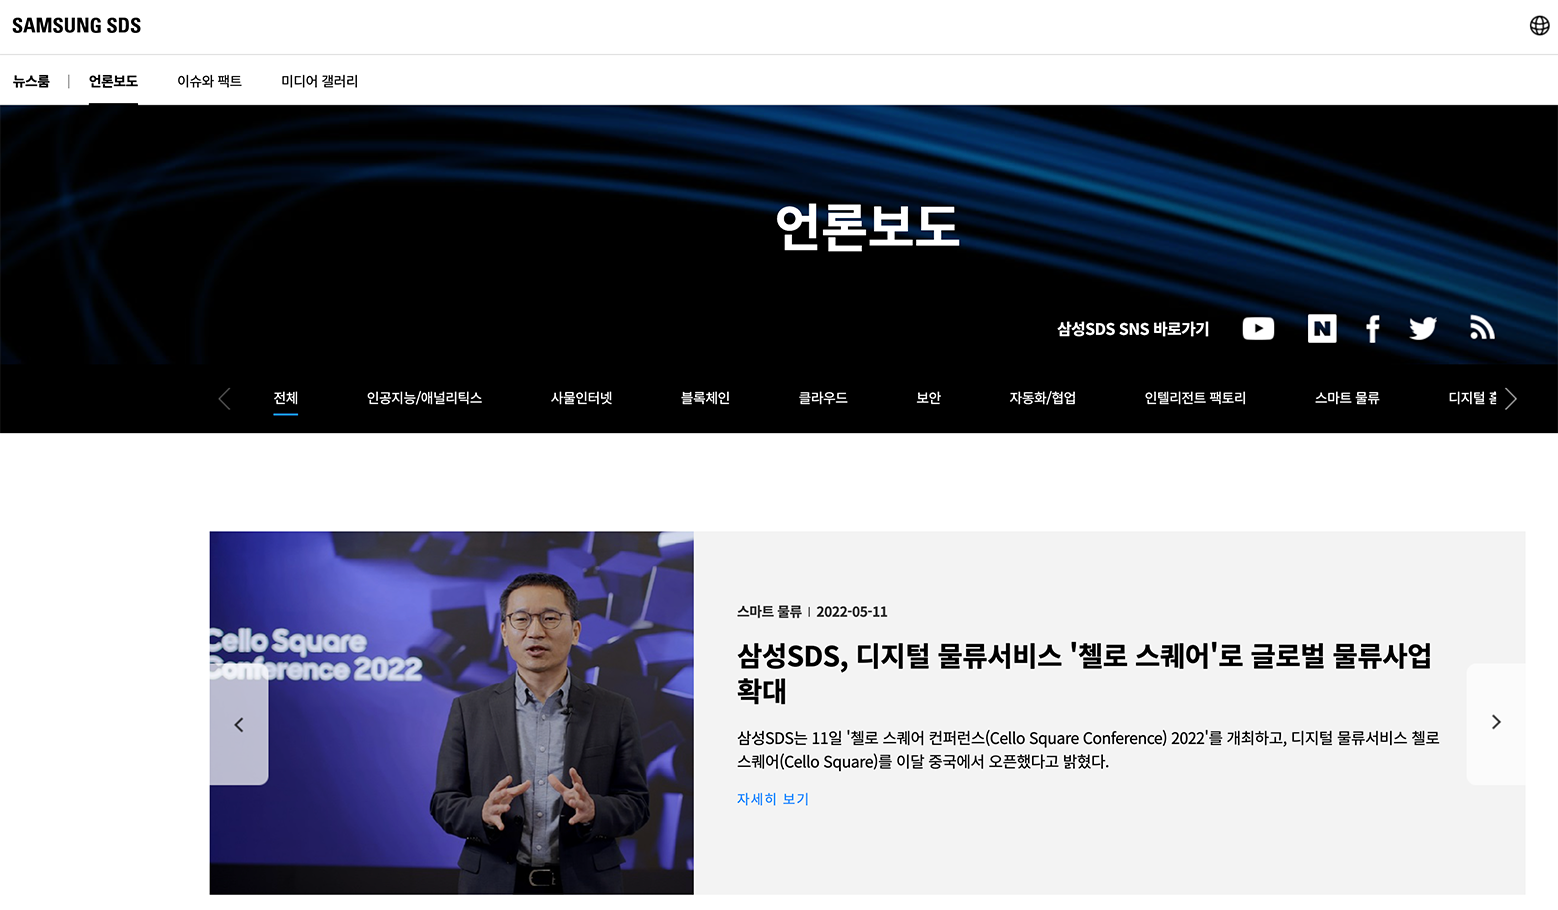 SAMSUNG SDS
뉴스룸 | 언론보도 이슈와 팩트 미디어 갤러리
언론보도
삼성SDS SNS 바로가기
N
전체 인공지능/애널리틱스 사물인터넷 블록체인 클라우드 보안 자동화/협업 인텔리전트 팩토리 스마트 물류 디지털
Cello Square
Conference 2022
스마트 물류 | 2022-05-11
삼성SDS, 디지털 물류서비스 '첼로 스퀘어'로 글로벌 물류사업
확대
삼성SDS는 11일 '첼로 스퀘어 컨퍼런스(Cello Square Conference) 2022'를 개최하고, 디지털 물류서비스 첼로
스퀘어(Cello Square)를 이달 중국에서 오픈했다고 밝혔다.
자세히 보기